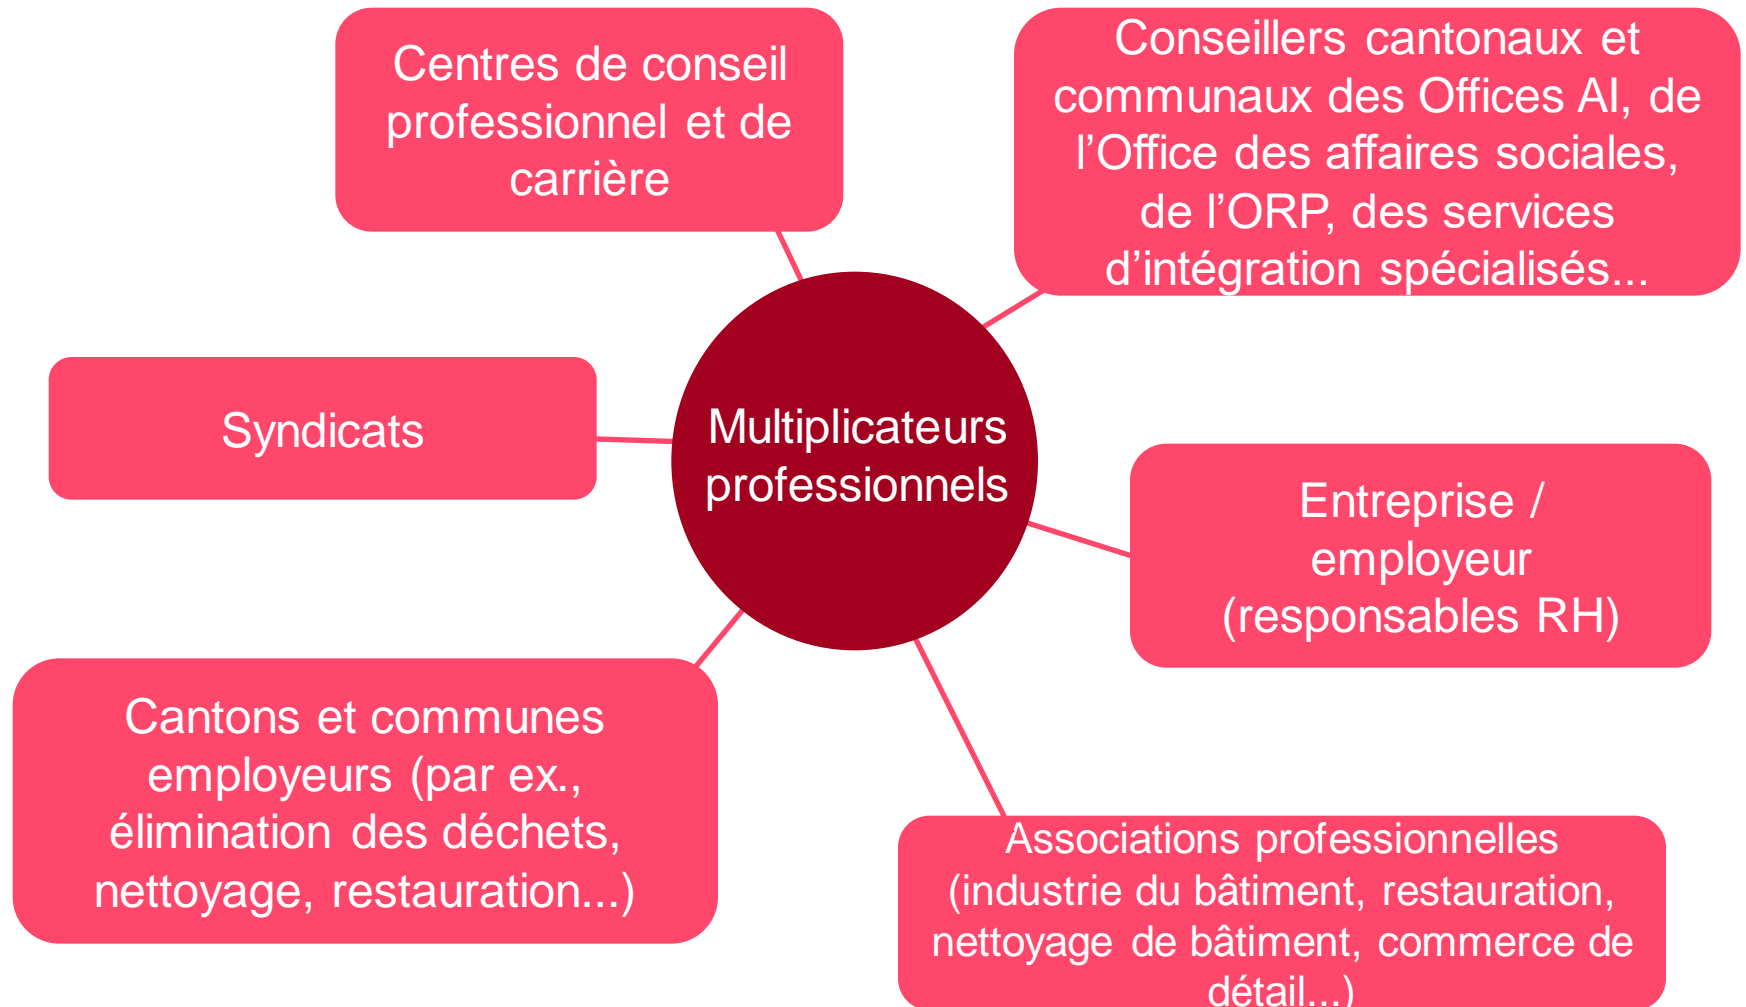 Centres de conseil
professionnel et de
carrière
Conseillers cantonaux et
communaux des Offices AI, de
l’Office des affaires sociales,
de l’ORP, des services
d’intégration spécialisés...
Syndicats
Multiplicateurs
professionnels
Entreprise /
employeur
(responsables RH)
Cantons et communes
employeurs (par ex.,
élimination des déchets,
nettoyage, restauration...)
Associations professionnelles
(industrie du bâtiment, restauration,
nettoyage de bâtiment, commerce de
détail...)